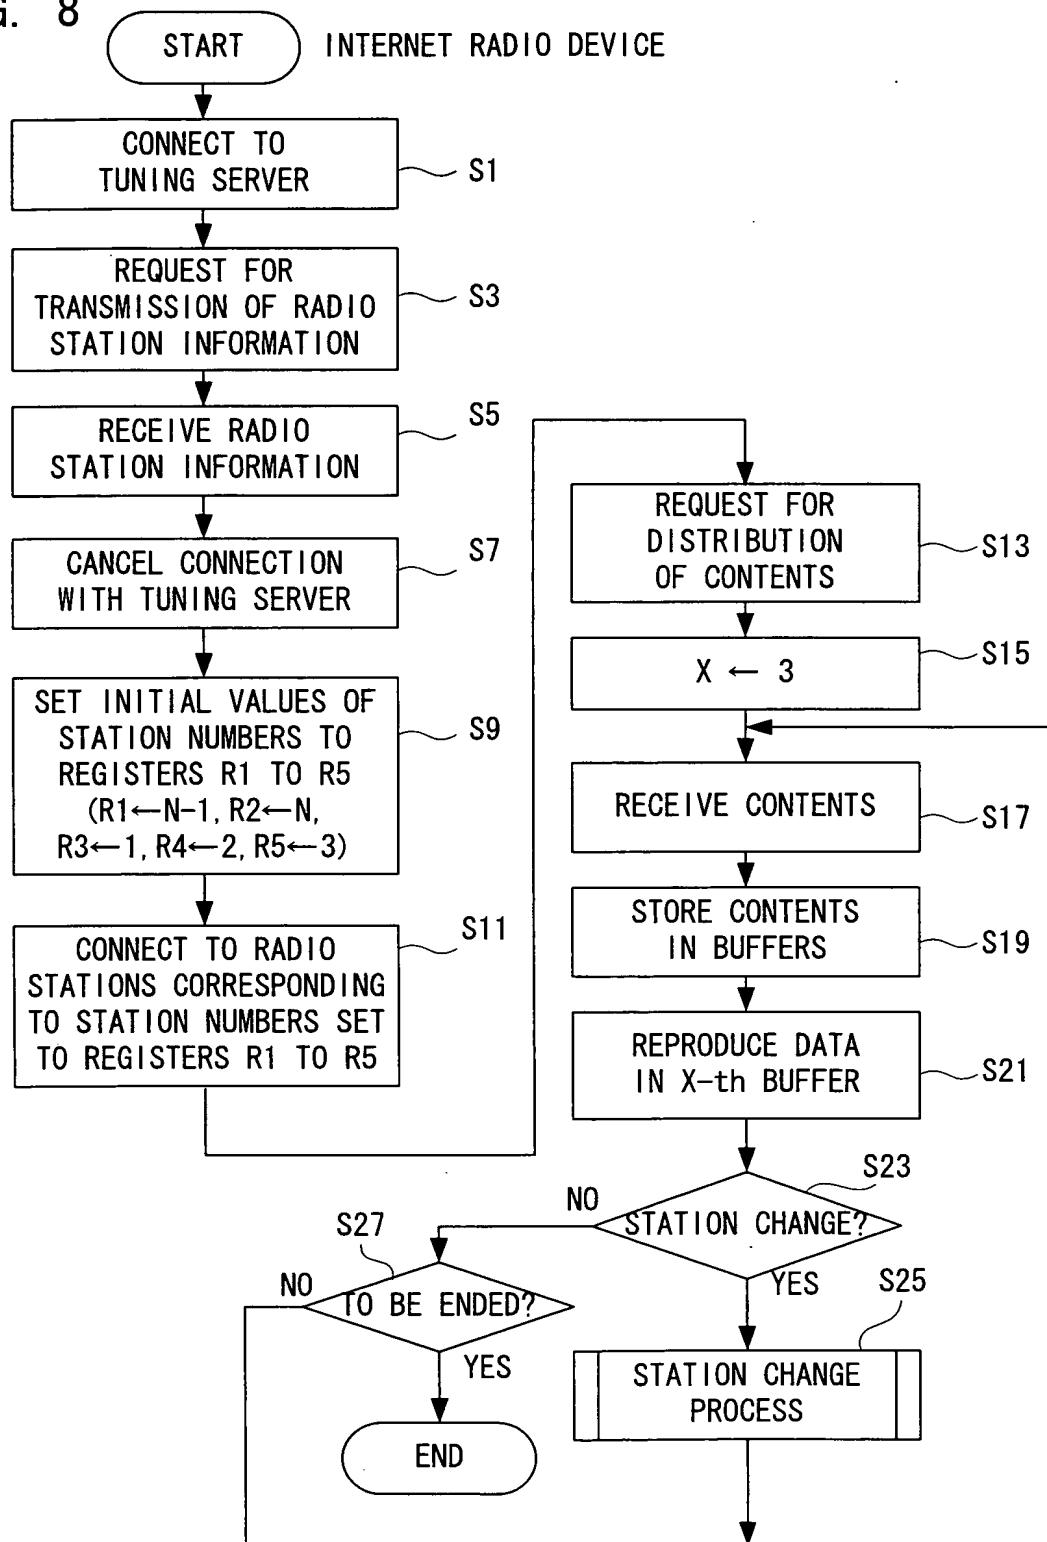 G. 8
START
INTERNET RADIO DEVICE
CONNECT TO
TUNING SERVER
S1
REQUEST FOR
TRANSMISSION OF RADIO
STATION INFORMATION
S3
RECEIVE RADIO
STATION INFORMATION
S5
CANCEL CONNECTION
WITH TUNING SERVER
S7
SET INITIAL VALUES OF
STATION NUMBERS TO
REGISTERS R1 TO R5
(R1←N-1, R2←N,
R3←1, R4←2, R5←3)
S9
CONNECT TO RADIO
STATIONS CORRESPONDING
TO STATION NUMBERS SET
TO REGISTERS R1 TO R5
S11
REQUEST FOR
DISTRIBUTION
OF CONTENTS
S13
X ← 3
S15
RECEIVE CONTENTS
S17
STORE CONTENTS
IN BUFFERS
S19
REPRODUCE DATA
IN X-th BUFFER
S21
STATION CHANGE?
S23
NO
YES
S27
TO BE ENDED?
NO
YES
END
S25
STATION CHANGE
PROCESS